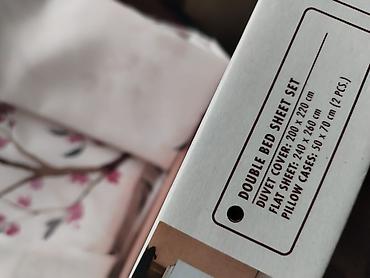 DOUBLE BED SHEET SET
DUVET COVER: 200 x 220 cm
FLAT SHEET: 240 x 260 cm
PILLOW CASES: 50 x 70 cm (2 PCS.)